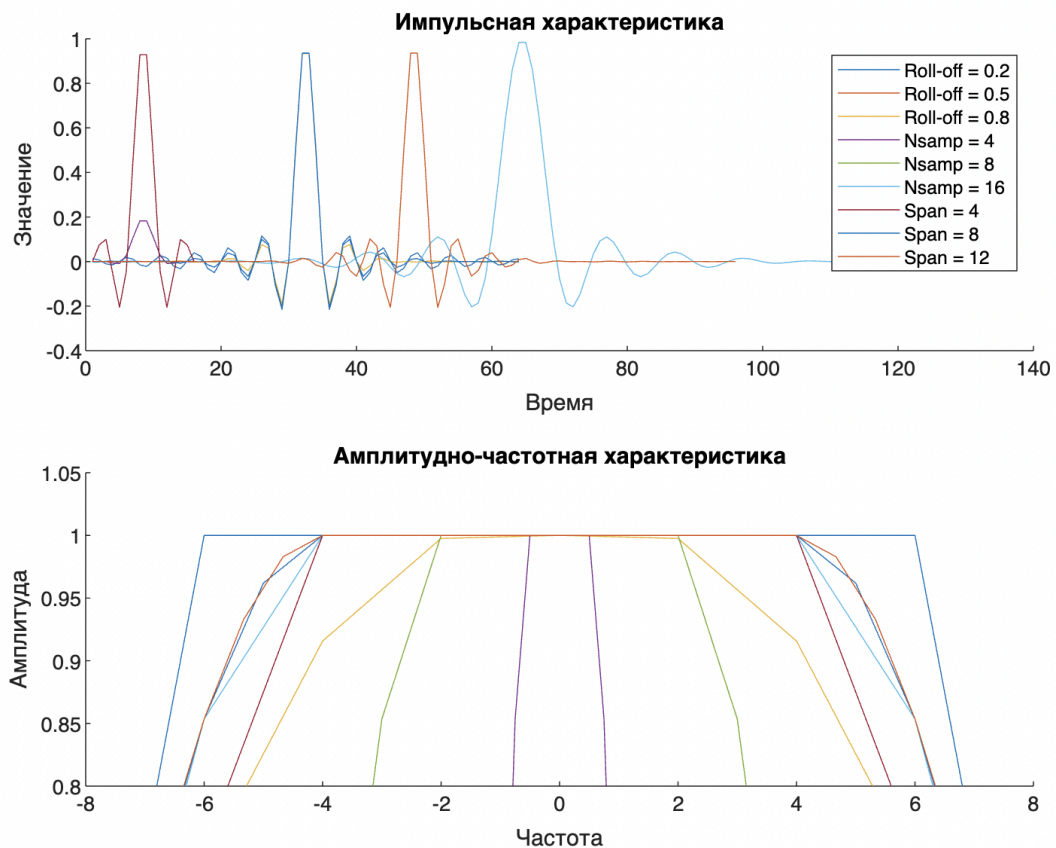 Импульсная характеристика
1
0.8
0.6
0.4
0.2
0
-0.2
-0.4
Значение
0 20 40 60 80 100 120 140
Время
Roll-off = 0.2
Roll-off = 0.5
Roll-off = 0.8
Nsamp = 4
Nsamp = 8
Nsamp = 16
Span = 4
Span = 8
Span = 12
Амплитудно-частотная характеристика
1.05
1
0.95
0.9
0.85
0.8
Амплитуда
-8 -6 -4 -2 0 2 4 6 8
Частота